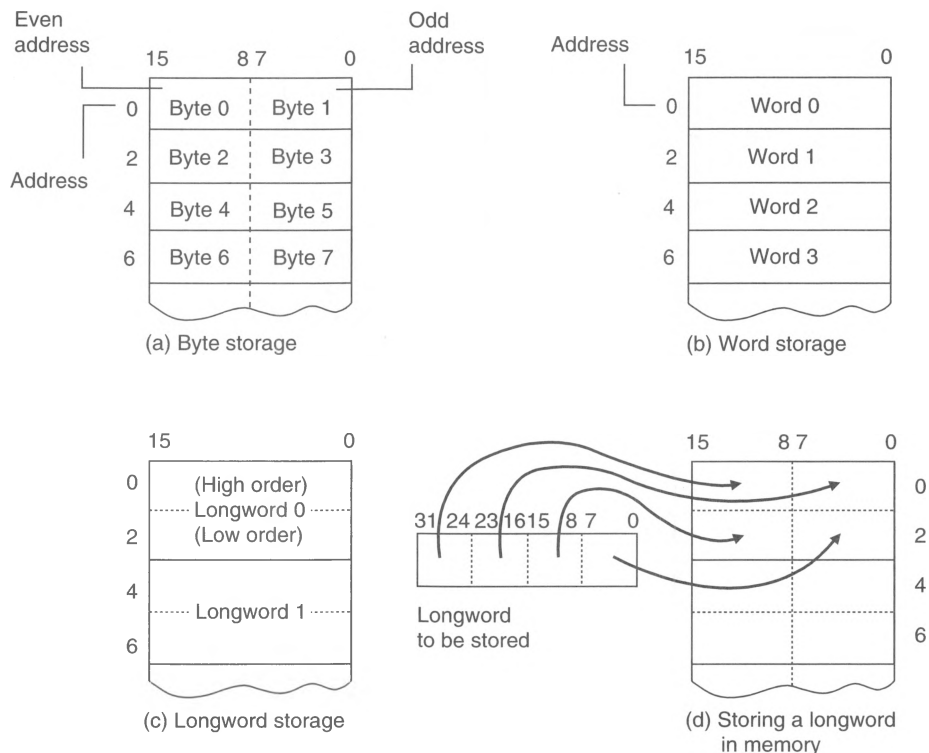 Even
address
Odd
address
15 8 7 0
0 Byte 0 Byte 1
2 Byte 2 Byte 3
Address
4 Byte 4 Byte 5
6 Byte 6 Byte 7
(a) Byte storage
Address
15 0
0 Word 0
2 Word 1
4 Word 2
6 Word 3
(b) Word storage
15 0
0 (High order)
Longword 0
2 (Low order)
4
Longword 1
6
(c) Longword storage
31 24 23 16 15 8 7 0
Longword
to be stored
15 8 7 0
0
2
4
6
(d) Storing a longword
in memory